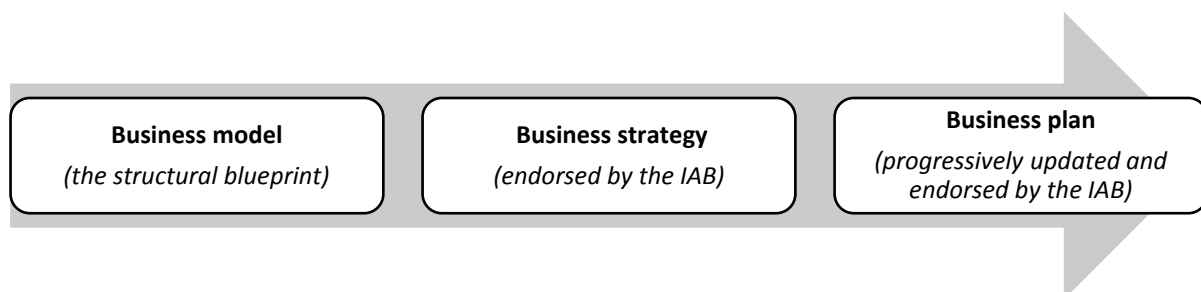 Business model
(the structural blueprint)
Business strategy
(endorsed by the IAB)
Business plan
(progressively updated and
endorsed by the IAB)